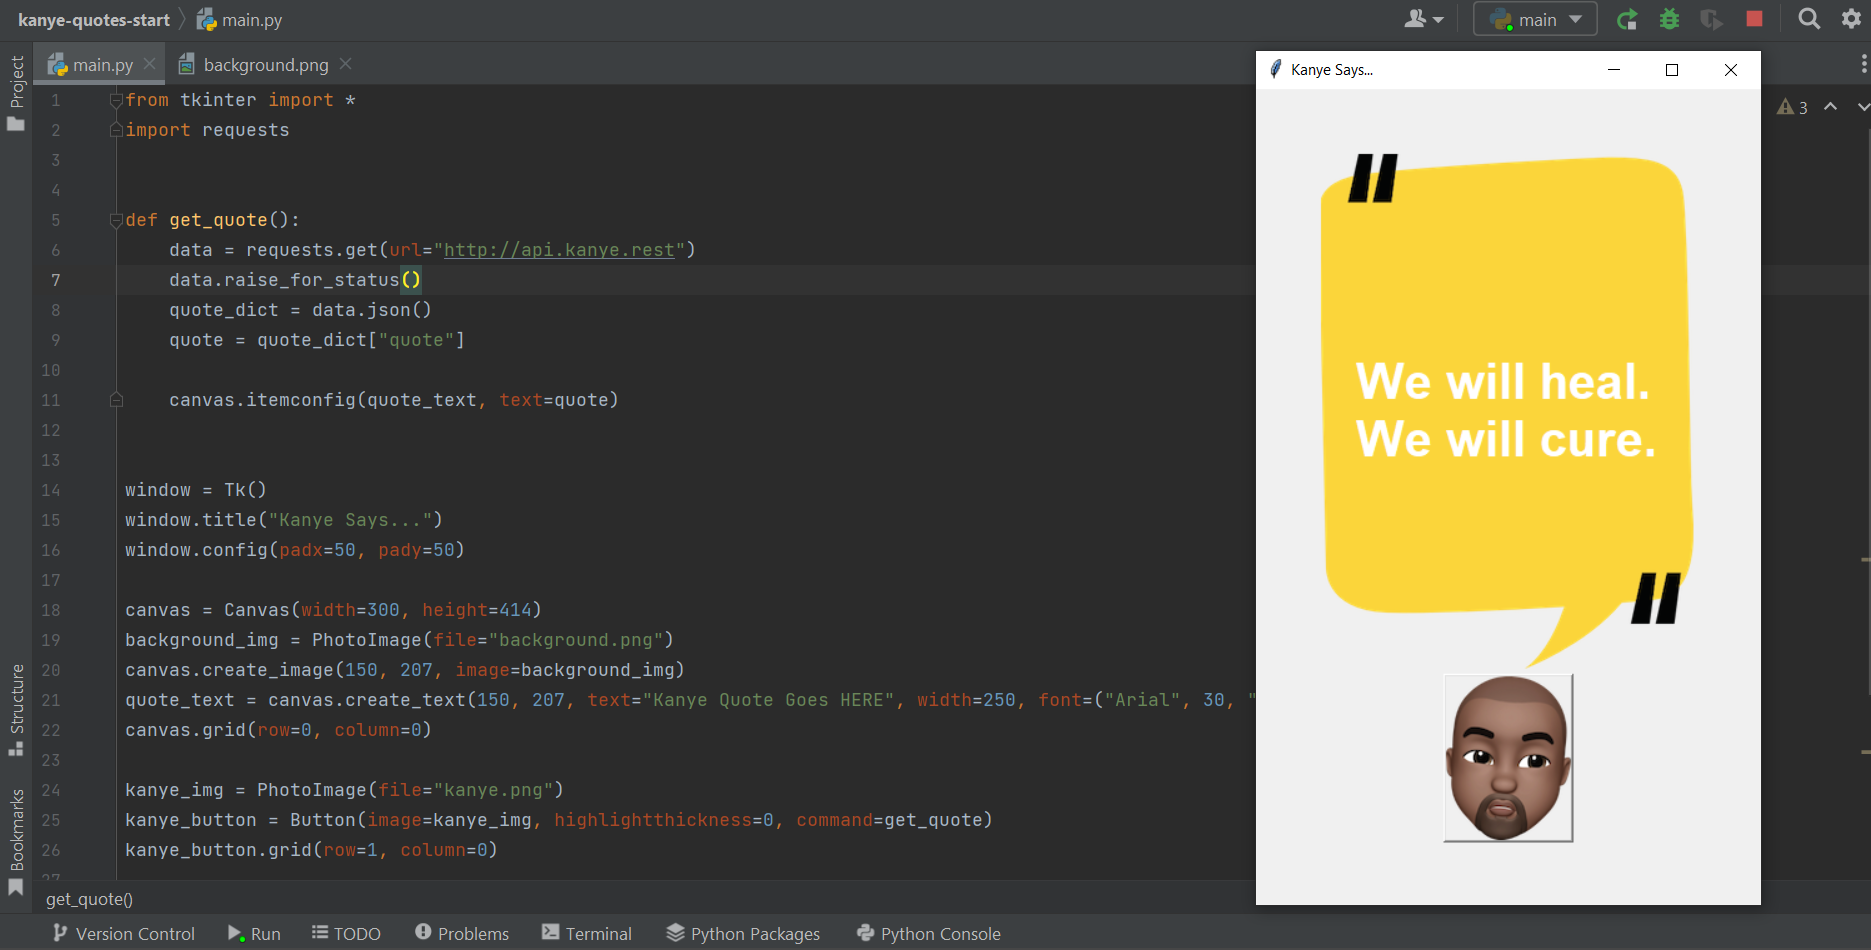 kanye-quotes-start main.py
main
main.py background.png
Project
Structure
Bookmarks
3
1 from tkinter import *
2 import requests
3
4
5 def get_quote():
6     data = requests.get(url="http://api.kanye.rest")
7     data.raise_for_status()
8     quote_dict = data.json()
9     quote = quote_dict["quote"]
10
11     canvas.itemconfig(quote_text, text=quote)
12
13
14 window = Tk()
15 window.title("Kanye Says...")
16 window.config(padx=50, pady=50)
17
18 canvas = Canvas(width=300, height=414)
19 background_img = PhotoImage(file="background.png")
20 canvas.create_image(150, 207, image=background_img)
21 quote_text = canvas.create_text(150, 207, text="Kanye Quote Goes HERE", width=250, font=("Arial", 30, "
22 canvas.grid(row=0, column=0)
23
24 kanye_img = PhotoImage(file="kanye.png")
25 kanye_button = Button(image=kanye_img, highlightthickness=0, command=get_quote)
26 kanye_button.grid(row=1, column=0)
27
get_quote()
Version Control Run TODO Problems Terminal Python Packages Python Console
Kanye Says...
"
We will heal.
We will cure.
"